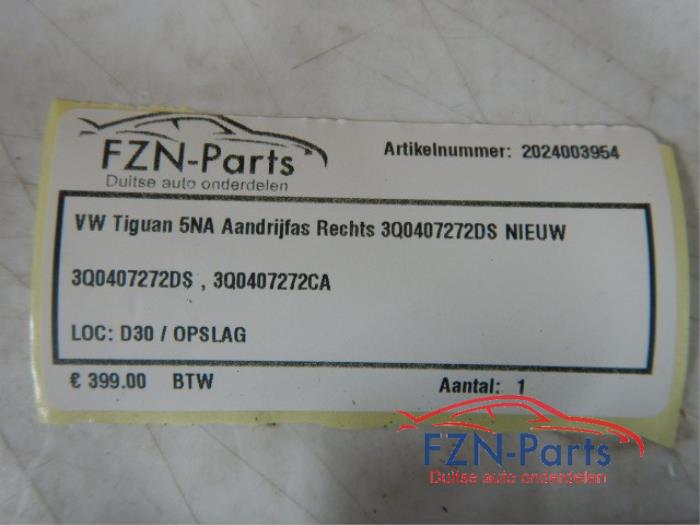 FZN-Parts
Duitse auto onderdelen
Artikelnummer: 2024003954
VW Tiguan 5NA Aandrijfas Rechts 3Q0407272DS NIEUW
3Q0407272DS , 3Q0407272CA
LOC: D30 / OPSLAG
€ 399.00 BTW
Aantal: 1
FZN-Parts
Duitse auto onderdelen